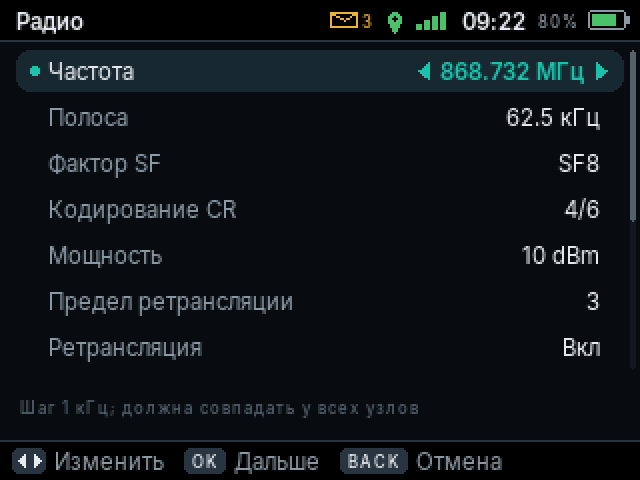 Радио 3 09:22 80%
Частота 868.732 МГц
Полоса 62.5 кГц
Фактор SF SF8
Кодирование CR 4/6
Мощность 10 dBm
Предел ретрансляции 3
Ретрансляция Вкл
Шаг 1 кГц; должна совпадать у всех узлов
Изменить OK Дальше BACK Отмена